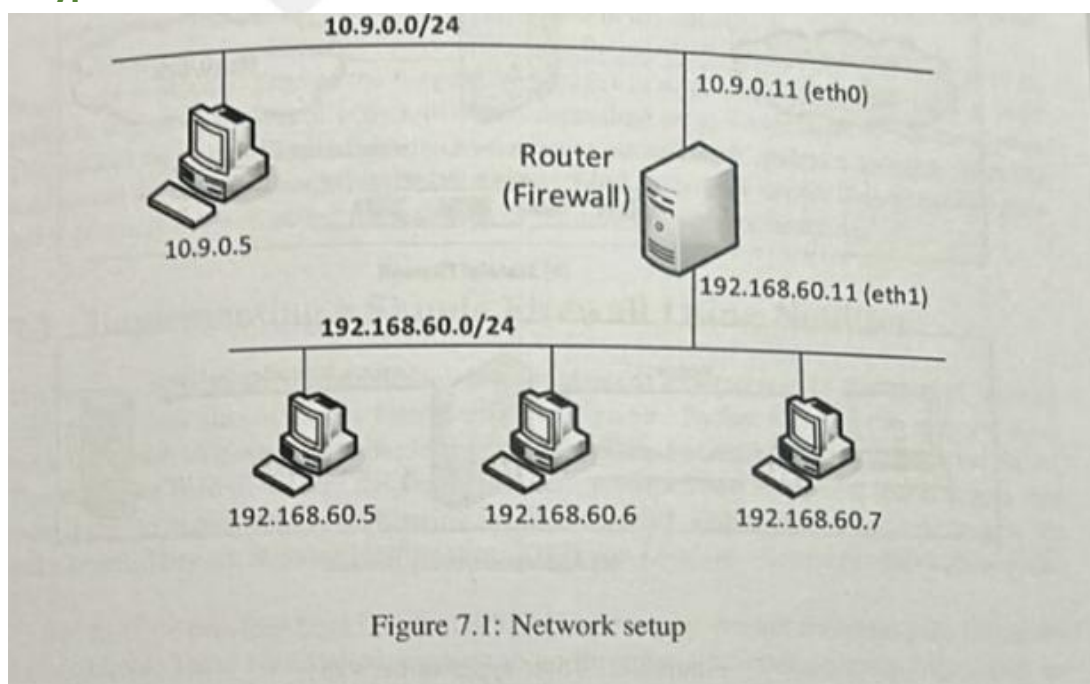 10.9.0.0/24
10.9.0.11 (eth0)
Router
(Firewall)
10.9.0.5
192.168.60.11 (eth1)
192.168.60.0/24
192.168.60.5
192.168.60.6
192.168.60.7
Figure 7.1: Network setup